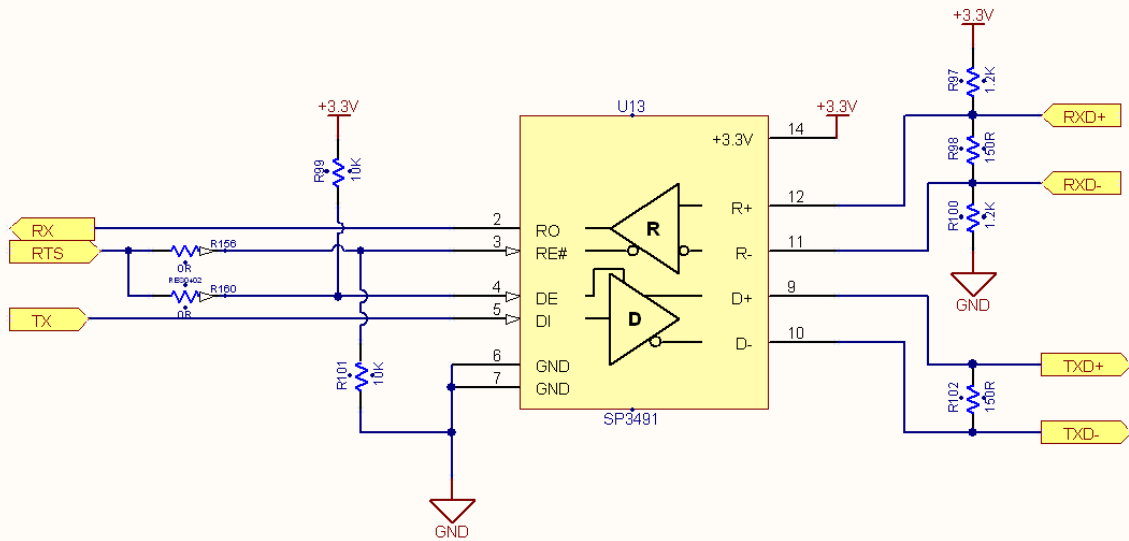 +3.3V
R97
1.2K
+3.3V
U13
+3.3V
14
+3.3V
RXD+
R98
150R
R99
10K
RXD-
12
R+
R
R100
1.2K
RX
2
RO
RTS
R156
0R
3
RE#
11
R-
R160
0R
4
DE
9
D+
GND
TX
5
DI
D
10
D-
6
GND
TXD+
R101
10K
7
GND
R102
150R
SP3491
TXD-
GND